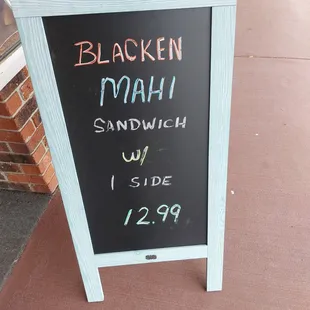 BLACKEN
MAHI
SANDWICH
W/
1 SIDE
12.99